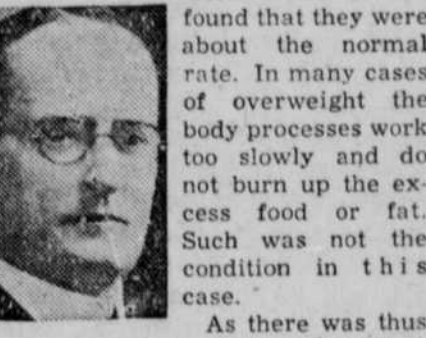 found that they were
about the normal
rate. In many cases
of overweight the
body processes work
too slowly and do
not burn up the ex-
cess food or fat.
Such was not the
condition in this
case.
As there was thus